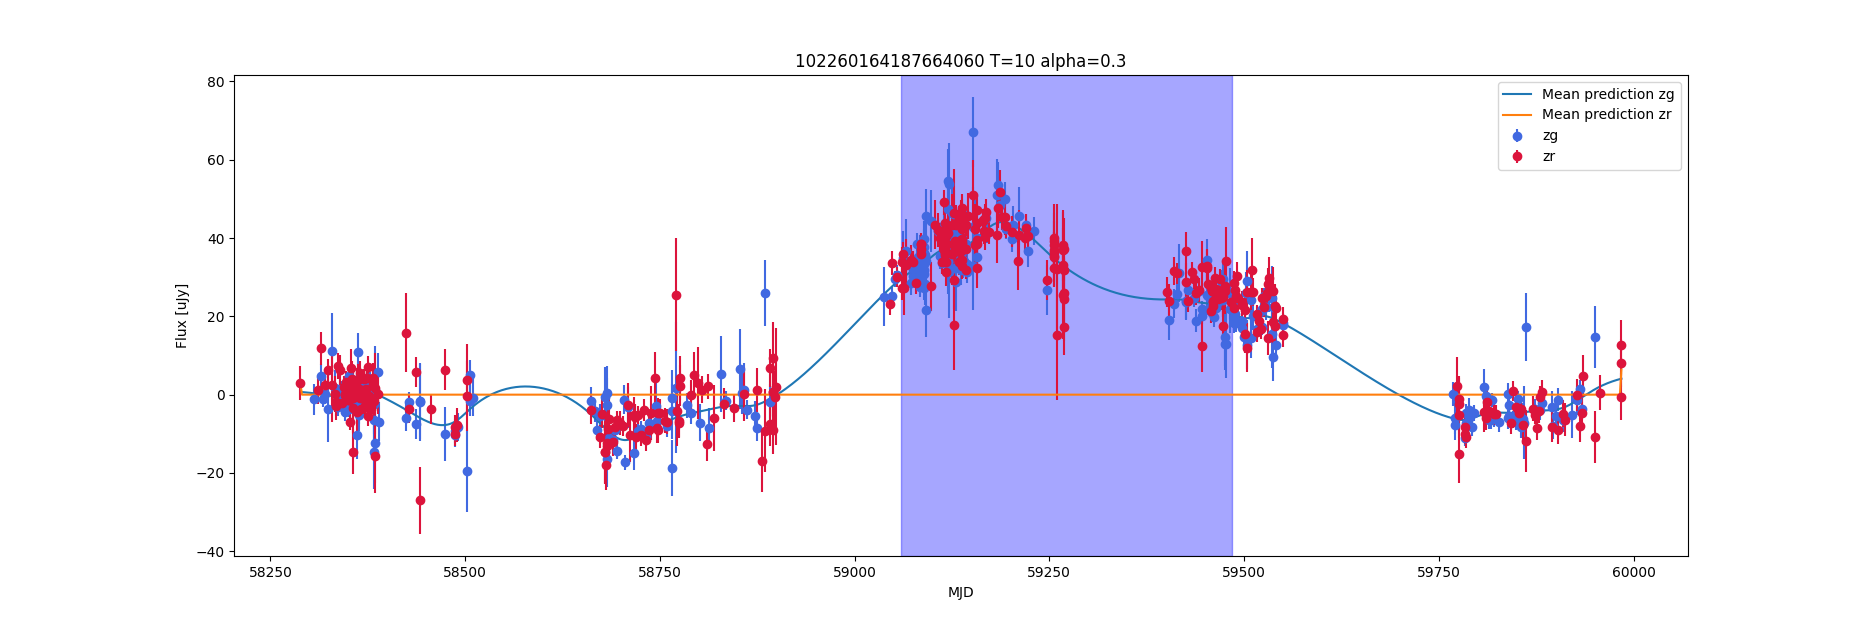 102260164187664060 T=10 alpha=0.3
80
60
40
20
0
−20
−40
Flux [uJy]
58250
58500
58750
59000
59250
59500
59750
60000
MJD
Mean prediction zg
Mean prediction zr
zg
zr